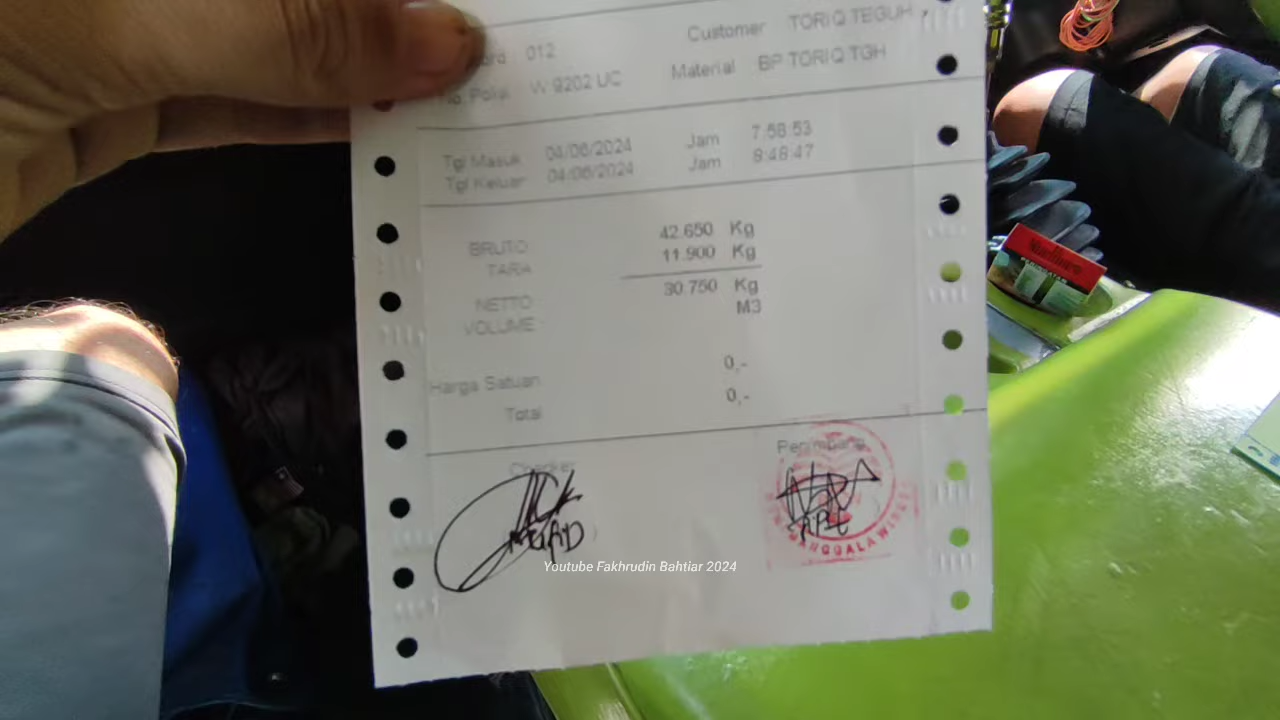 Customer TORIQ TEGUH
012
No. Polisi W 9202 UC Material BP TORIQ TGH
Tgl Masuk 04/06/2024 Jam 7:58:53
Tgl Keluar 04/06/2024 Jam 9:48:47
BRUTO 42.650 Kg
TARA 11.900 Kg
NETTO 30.750 Kg
VOLUME M3
Harga Satuan 0,-
Total 0,-
Checker Penimbang
Youtube Fakhrudin Bahtiar 2024